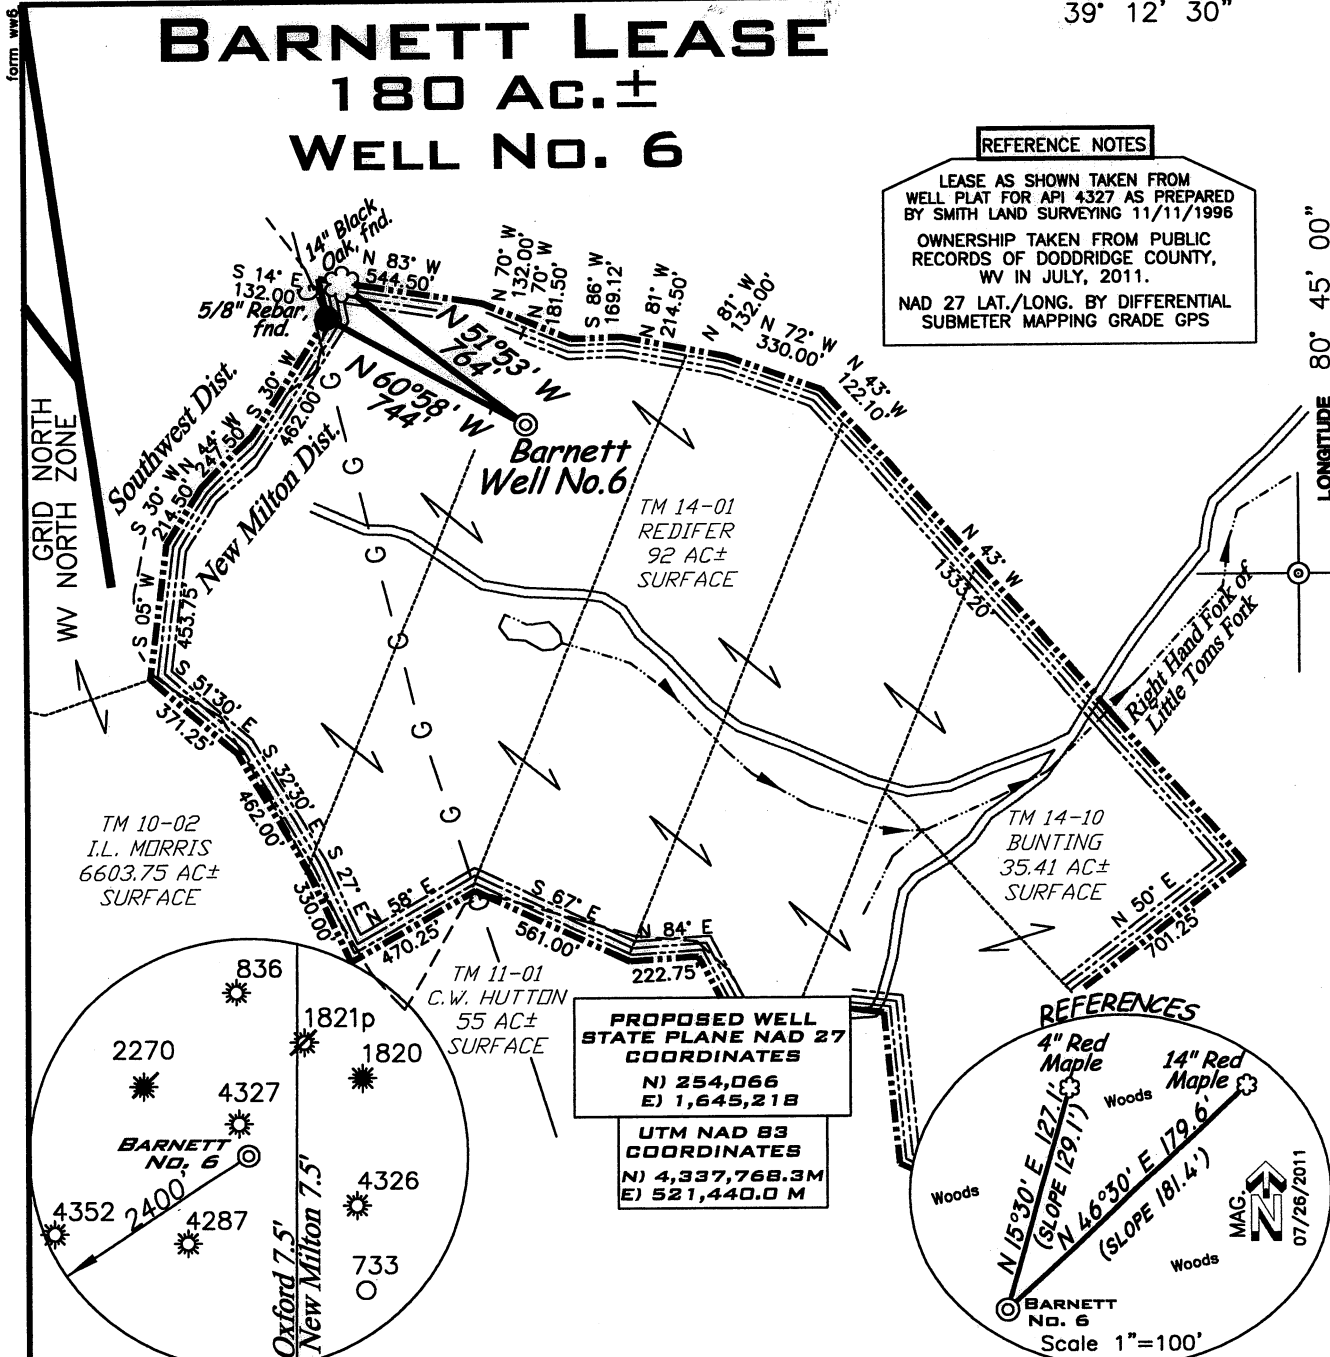 form ww6
BARNETT LEASE
180 AC.±
WELL NO. 6
39° 12' 30"
REFERENCE NOTES
LEASE AS SHOWN TAKEN FROM
WELL PLAT FOR API 4327 AS PREPARED
BY SMITH LAND SURVEYING 11/11/1996
OWNERSHIP TAKEN FROM PUBLIC
RECORDS OF DODDRIDGE COUNTY,
WV IN JULY, 2011.
NAD 27 LAT./LONG. BY DIFFERENTIAL
SUBMETER MAPPING GRADE GPS
LONGITUDE 80° 45' 00"
GRID NORTH
WV NORTH ZONE
14" Black
Oak, fnd.
S 14° E
132.00'
5/8" Rebar,
fnd.
N 83° W
544.50'
N 70° W
132.00'
N 70° W
181.50'
S 86° W
169.12'
N 81° W
214.50'
N 81° W
132.00'
N 72° W
330.00'
N 43° W
122.10'
N 43° W
1333.20'
N 51°53' W
764'
N 60°58' W
744'
Barnett
Well No.6
Southwest Dist.
New Milton Dist.
S 30° W
462.00'
N 44° W
247.50'
S 30° W
214.50'
S 05° W
453.75'
S 51°30' E
371.25'
S 32°30' E
462.00'
S 27° E
330.00'
N 58° E
470.25'
S 67° E
561.00'
N 84° E
222.75'
N 50° E
701.25'
G
G
G
G
G
G
G
G
G
TM 14-01
REDIFER
92 AC±
SURFACE
Right Hand Fork of
Little Toms Fork
TM 10-02
I.L. MORRIS
6603.75 AC±
SURFACE
TM 14-10
BUNTING
35.41 AC±
SURFACE
TM 11-01
C.W. HUTTON
55 AC±
SURFACE
PROPOSED WELL
STATE PLANE NAD 27
COORDINATES
N) 254,066
E) 1,645,218
UTM NAD 83
COORDINATES
N) 4,337,768.3M
E) 521,440.0 M
836
1821p
2270
1820
4327
BARNETT
NO. 6
2400'
4352
4287
4326
733
Oxford 7.5'
New Milton 7.5'
REFERENCES
4" Red
Maple
14" Red
Maple
Woods
Woods
Woods
N 15°30' E 127.1'
(SLOPE 129.1')
N 46°30' E 179.6'
(SLOPE 181.4')
MAG.
N
07/26/2011
BARNETT
NO. 6
Scale 1"=100'